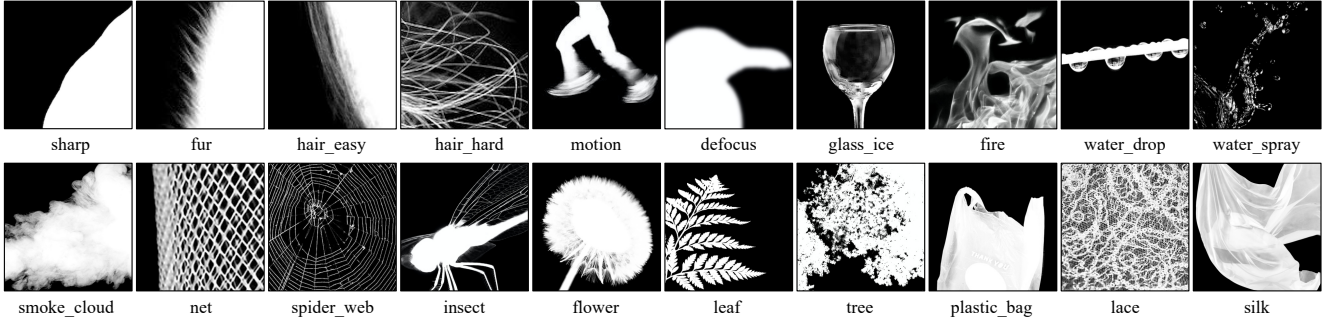 sharp fur hair_easy hair_hard motion defocus glass_ice fire water_drop water_spray
smoke_cloud net spider_web insect flower leaf tree plastic_bag lace silk